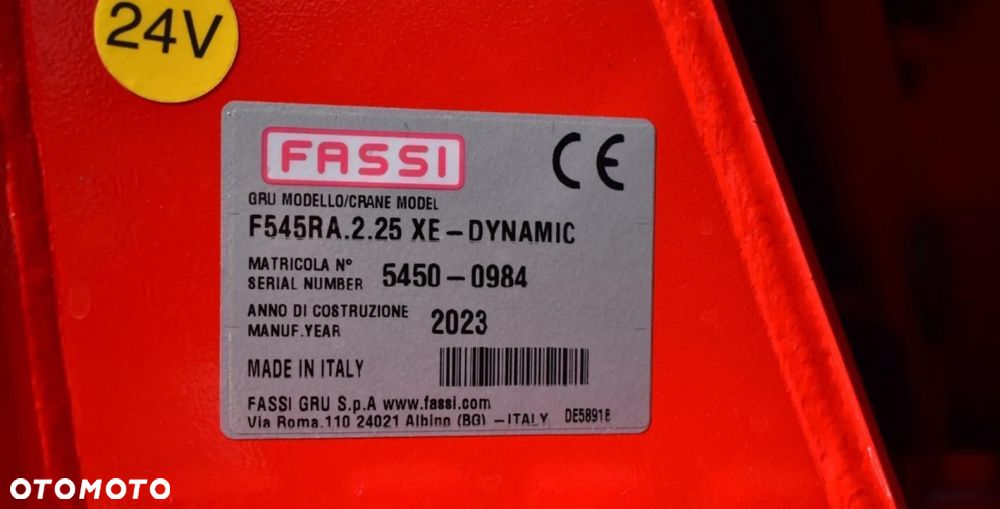 24V
FASSI
CE
GRU MODELLO/CRANE MODEL
F545RA.2.25 XE-DYNAMIC
MATRICOLA N°
SERIAL NUMBER 5450-0984
ANNO DI COSTRUZIONE
MANUF.YEAR 2023
MADE IN ITALY
FASSI GRU S.p.A www.fassi.com
Via Roma.110 24021 Albino (BG) -ITALY DE58918
OTOMOTO